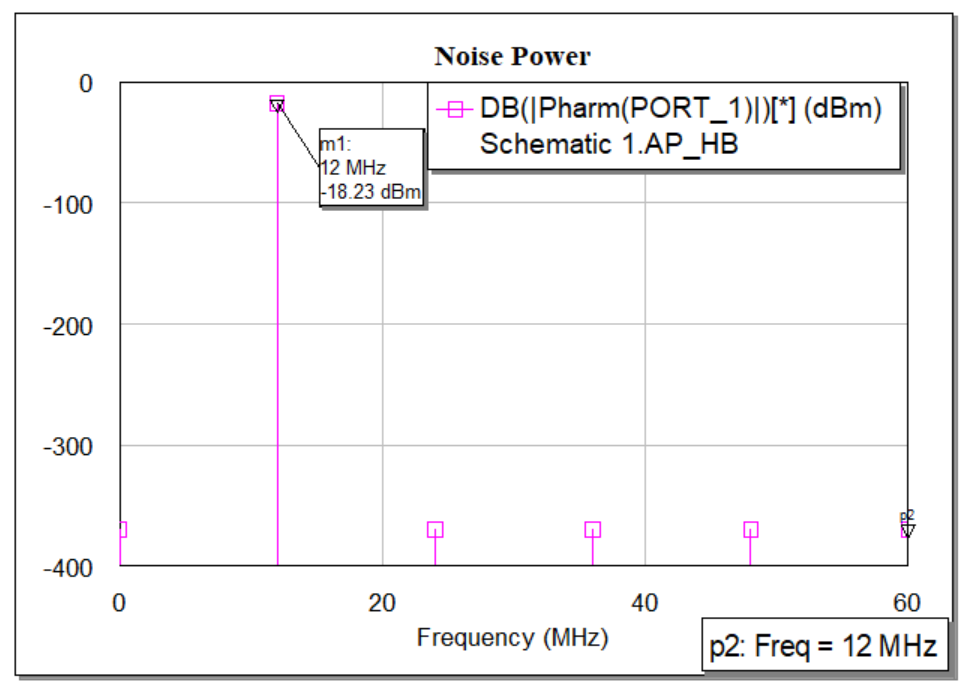 Noise Power
0
-100
-200
-300
-400
DB(|Pharm(PORT_1)|)[*] (dBm)
Schematic 1.AP_HB
m1:
12 MHz
-18.23 dBm
p2
0
20
40
60
Frequency (MHz)
p2: Freq = 12 MHz